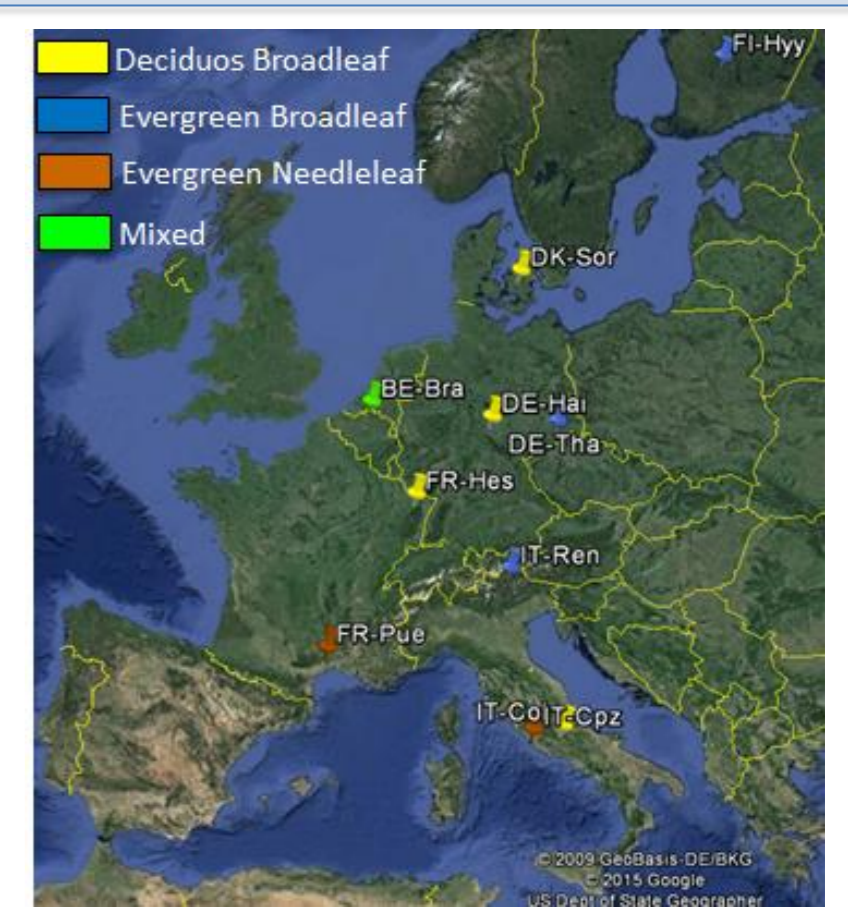 Deciduos Broadleaf
Evergreen Broadleaf
Evergreen Needleleaf
Mixed
FI-Hyy
DK-Sor
BE-Bra
DE-Hai
DE-Tha
FR-Hes
IT-Ren
FR-Pue
IT-Col
IT-Cpz
© 2009 GeoBasis-DE/BKG
© 2015 Google
US Dept of State Geographer